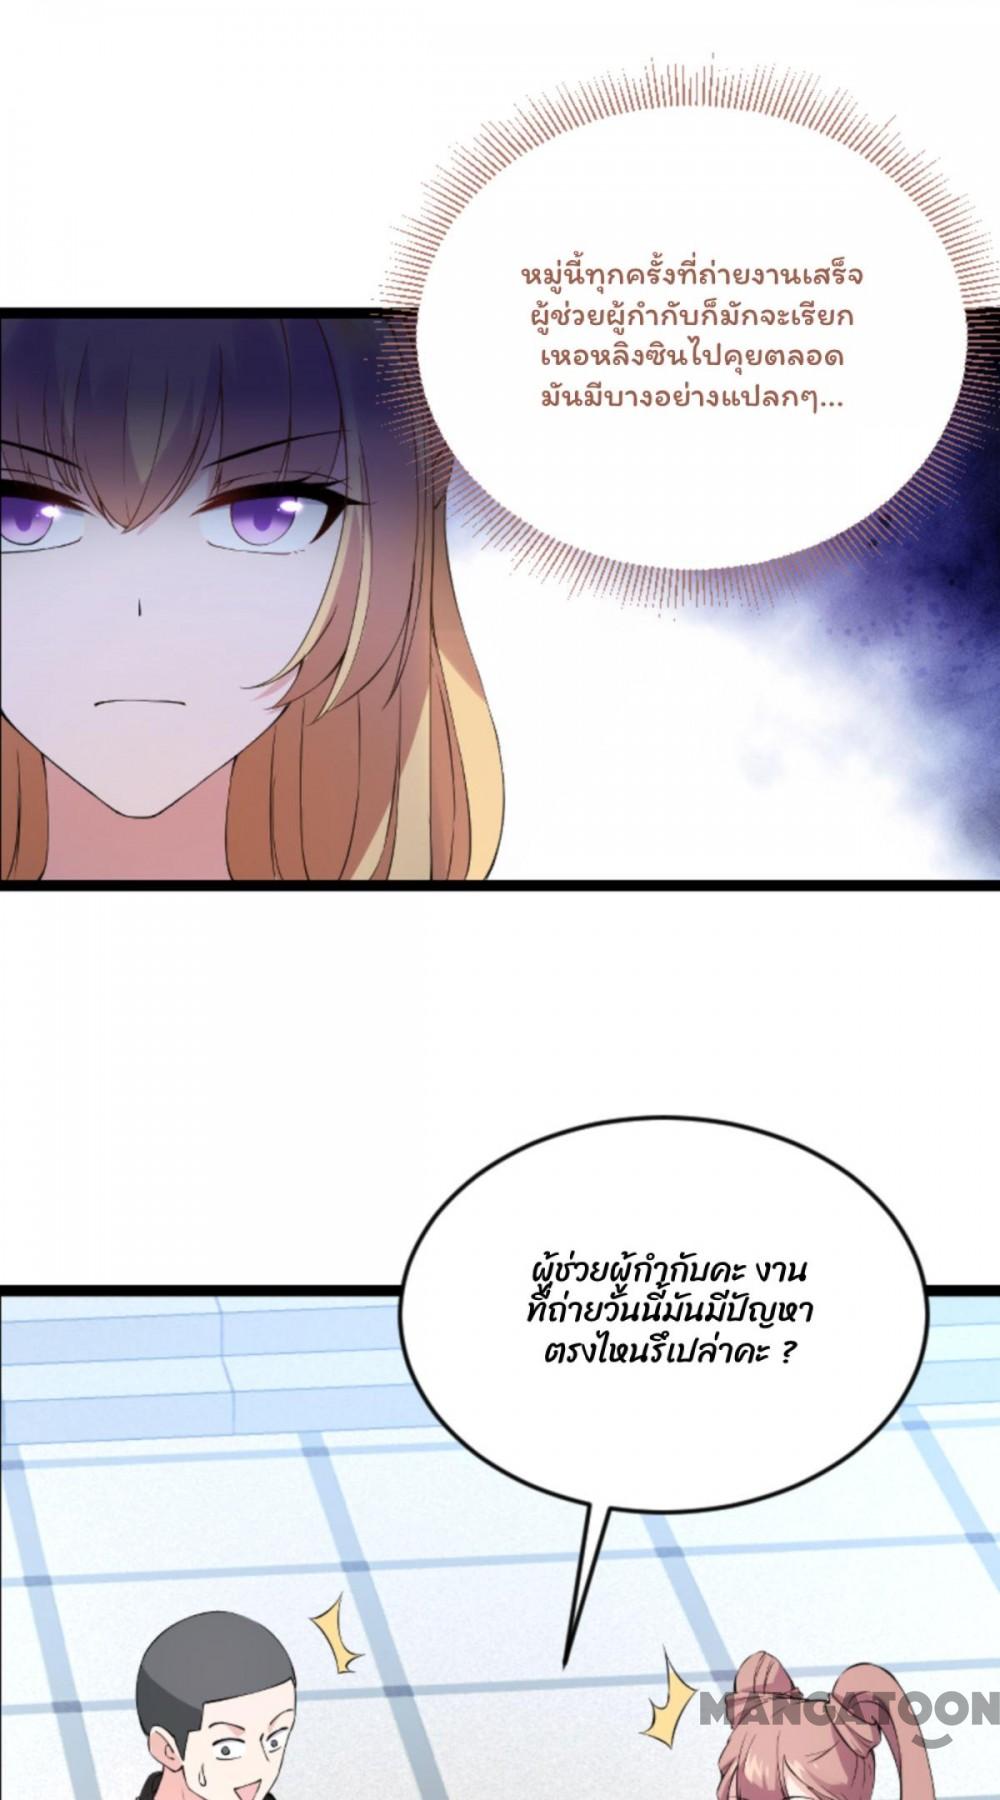 หมู่นี้ทุกครั้งที่ถ่ายงานเสร็จ
ผู้ช่วยผู้กำกับก็มักจะเรียก
เหอหลิงซินไปคุยตลอด
มันมีบางอย่างแปลกๆ...
ผู้ช่วยผู้กำกับคะ งาน
ที่ถ่ายวันนี้มันมีปัญหา
ตรงไหนรึเปล่าคะ ?
MANGATOON